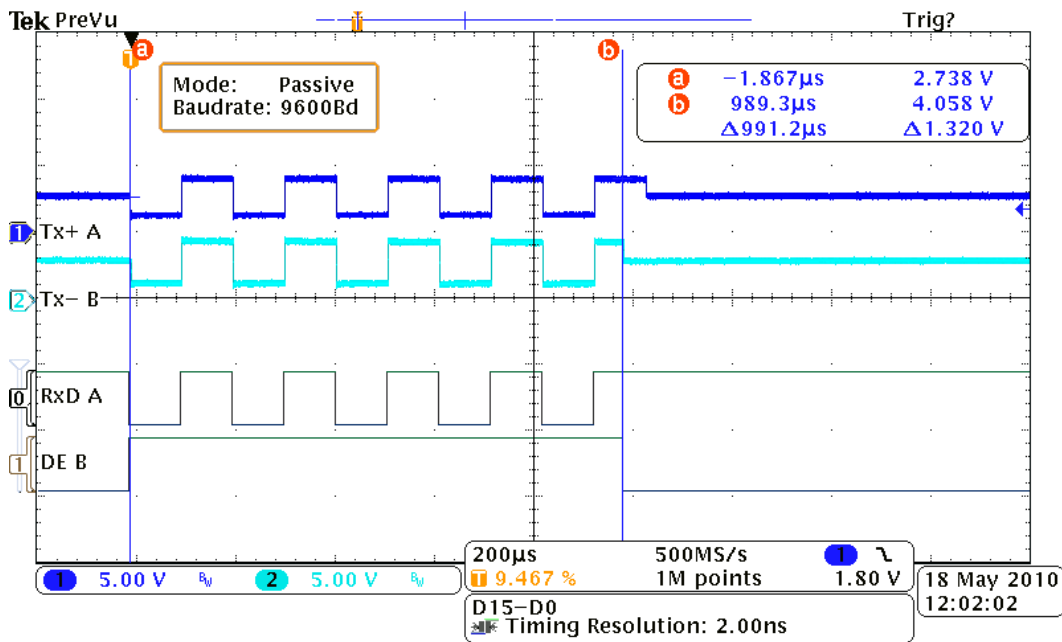 Tek PreVu Trig?
T a b
Mode: Passive
Baudrate: 9600Bd
a -1.867µs 2.738 V
b 989.3µs 4.058 V
Δ991.2µs Δ1.320 V
1 Tx+ A
2 Tx- B
0 RxD A
1 DE B
1 5.00 V BW 2 5.00 V BW
200µs 500MS/s 1
T 9.467 % 1M points 1.80 V
D15-D0
Timing Resolution: 2.00ns
18 May 2010
12:02:02